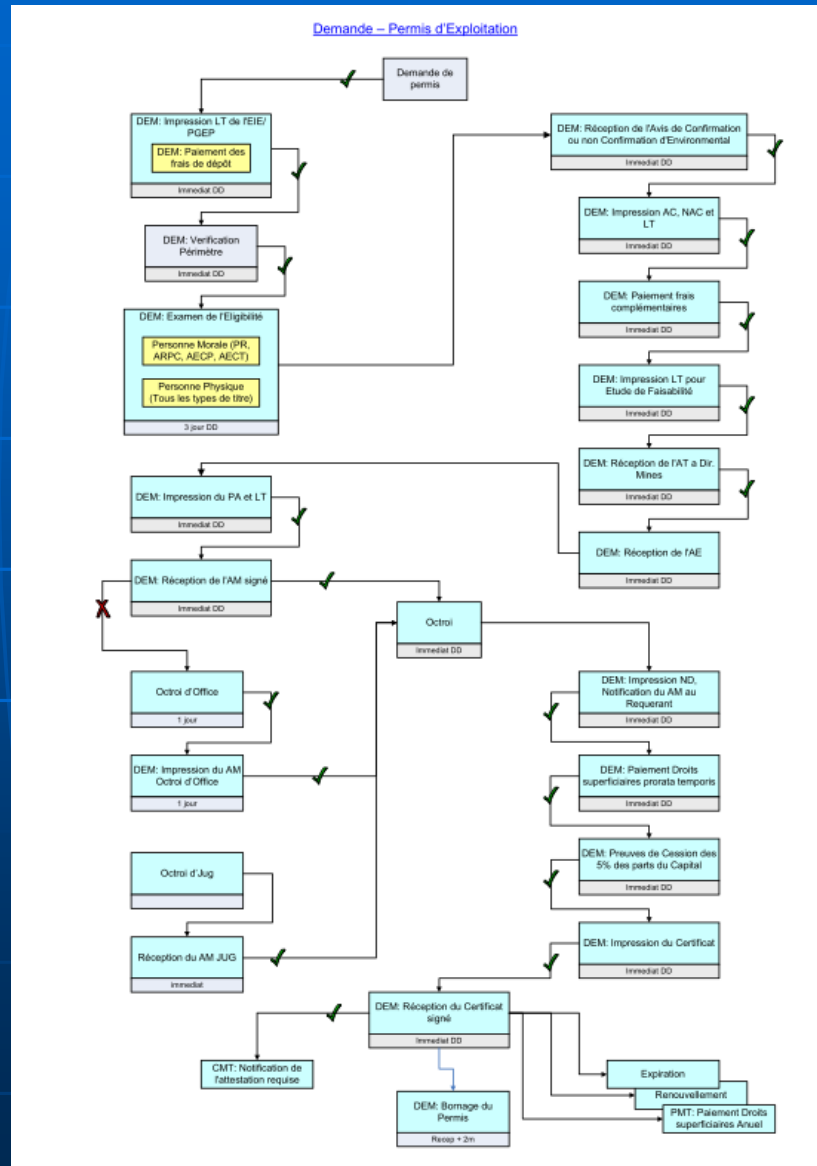 Demande – Permis d'Exploitation
Demande de
permis
DEM: Impression LT de l'EIE/
PGEP
DEM: Paiement des
frais de dépôt
Immediat DD
DEM: Verification
Périmètre
Immediat DD
DEM: Examen de l'Eligibilité
Personne Morale (PR,
ARPC, AECP, AECT)
Personne Physique
(Tous les types de titre)
3 jour DD
DEM: Réception de l'Avis de Confirmation
ou non Confirmation d'Environmental
Immediat DD
DEM: Impression AC, NAC et
LT
Immediat DD
DEM: Paiement frais
complémentaires
Immediat DD
DEM: Impression LT pour
Etude de Faisabilité
Immediat DD
DEM: Réception de l'AT a Dir.
Mines
Immediat DD
DEM: Réception de l'AE
Immediat DD
DEM: Impression du PA et LT
Immediat DD
DEM: Réception de l'AM signé
Immediat DD
X
Octroi
Immediat DD
Octroi d'Office
1 jour
DEM: Impression du AM
Octroi d'Office
1 jour
Octroi d'Jug
Réception du AM JUG
immediat
DEM: Impression ND,
Notification du AM au
Requerant
Immediat DD
DEM: Paiement Droits
superficiaires prorata temporis
Immediat DD
DEM: Preuves de Cession des
5% des parts du Capital
Immediat DD
DEM: Impression du Certificat
Immediat DD
DEM: Réception du Certificat
signé
Immediat DD
CMT: Notification de
l'attestation requise
DEM: Bornage du
Permis
Recep + 2m
Expiration
Renouvellement
PMT: Paiement Droits
superficiaires Anuel